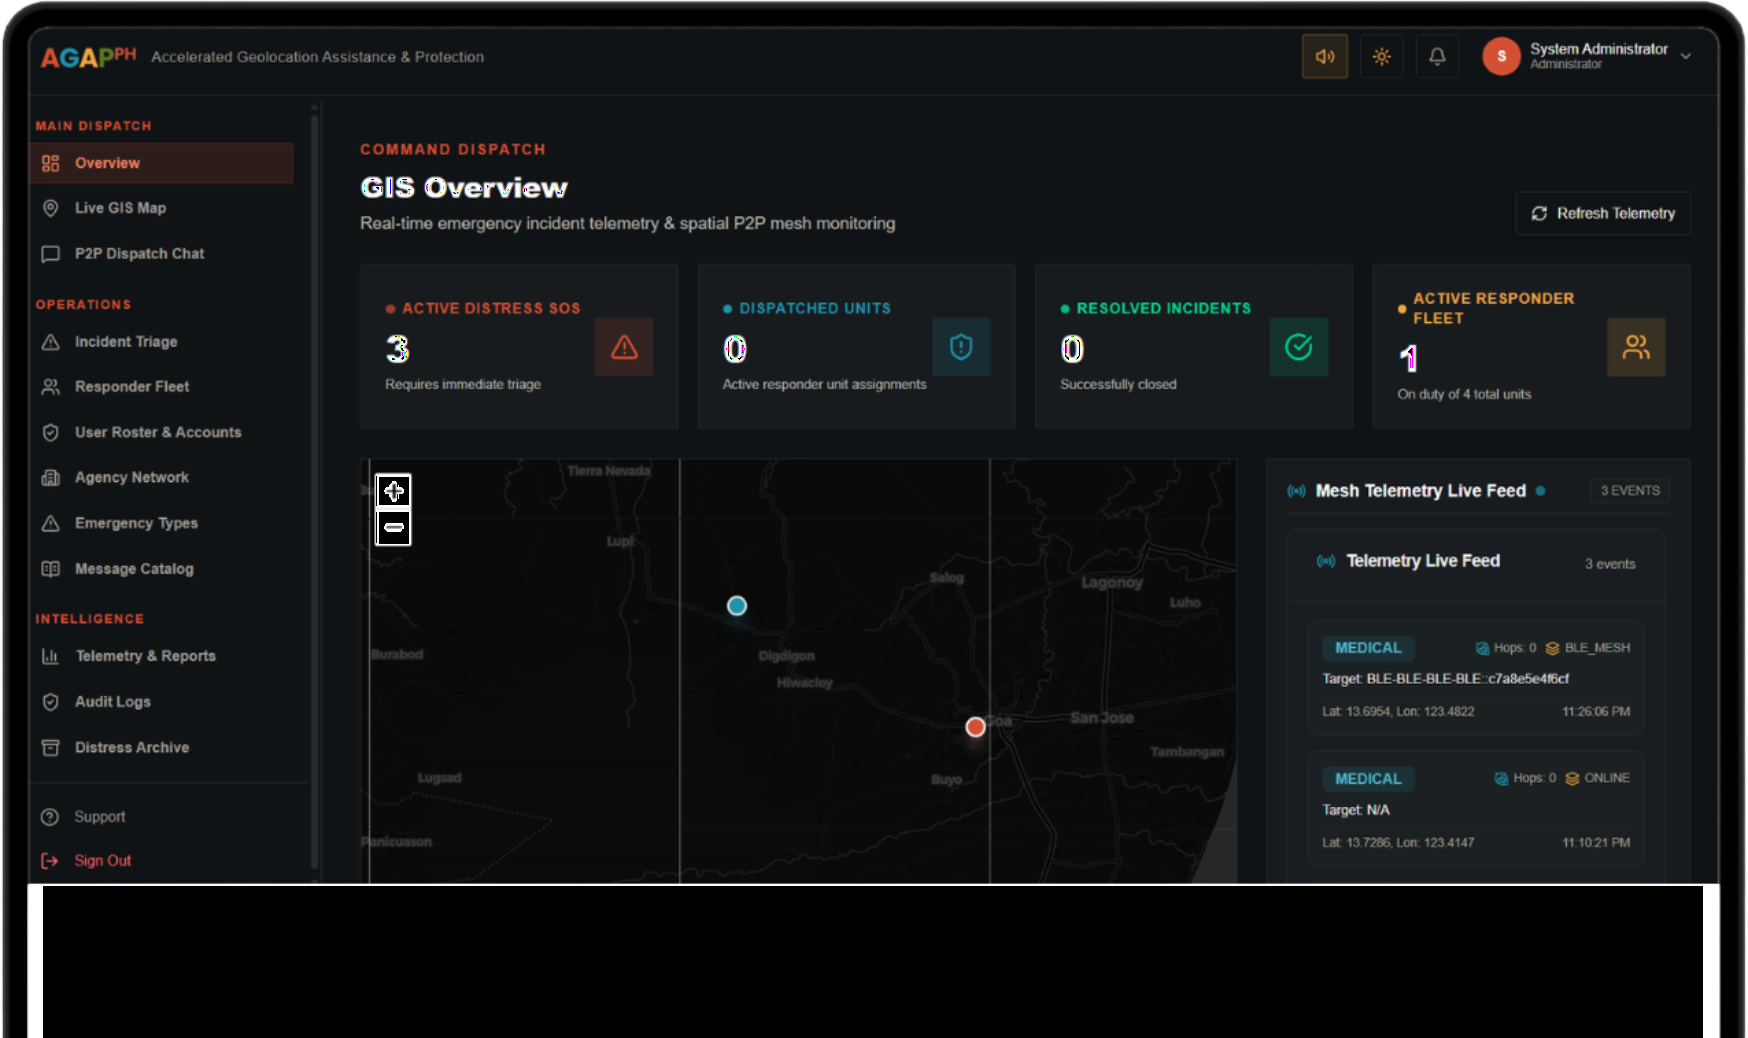 AGAPPH Accelerated Geolocation Assistance & Protection
System Administrator
Administrator
S
MAIN DISPATCH
Overview
Live GIS Map
P2P Dispatch Chat
OPERATIONS
Incident Triage
Responder Fleet
User Roster & Accounts
Agency Network
Emergency Types
Message Catalog
INTELLIGENCE
Telemetry & Reports
Audit Logs
Distress Archive
Support
Sign Out
COMMAND DISPATCH
GIS Overview
Real-time emergency incident telemetry & spatial P2P mesh monitoring
Refresh Telemetry
ACTIVE DISTRESS SOS
3
Requires immediate triage
DISPATCHED UNITS
0
Active responder unit assignments
RESOLVED INCIDENTS
0
Successfully closed
ACTIVE RESPONDER
FLEET
1
On duty of 4 total units
+
−
Tierra Nevada
Lupi
Salog
Lagonoy
Luho
Burabod
Digdigon
Hiwacloy
Goa
San Jose
Tambangan
Lugsad
Buyo
Panicuason
Mesh Telemetry Live Feed
3 EVENTS
Telemetry Live Feed
3 events
MEDICAL Hops: 0 BLE_MESH
Target: BLE-BLE-BLE-BLE::c7a8e5e4f6cf
Lat: 13.6954, Lon: 123.4822 11:26:06 PM
MEDICAL Hops: 0 ONLINE
Target: N/A
Lat: 13.7286, Lon: 123.4147 11:10:21 PM